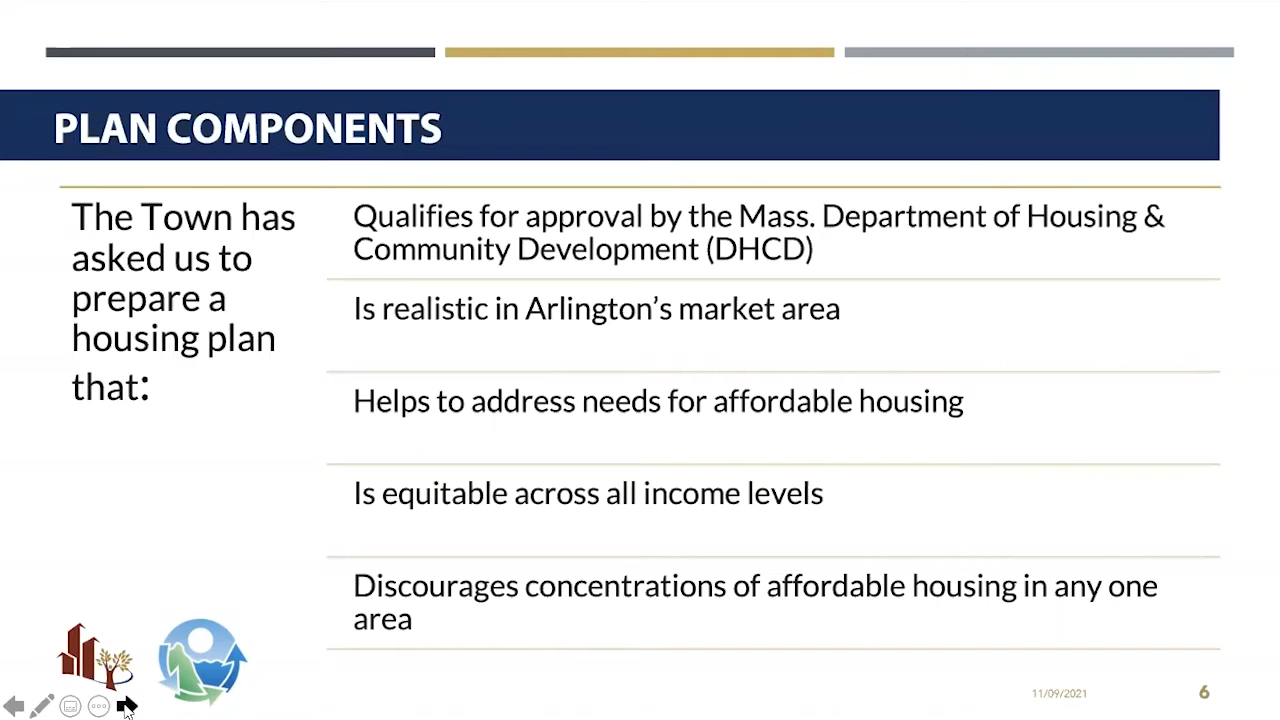 PLAN COMPONENTS
The Town has
asked us to
prepare a
housing plan
that:
Qualifies for approval by the Mass. Department of Housing &
Community Development (DHCD)
Is realistic in Arlington’s market area
Helps to address needs for affordable housing
Is equitable across all income levels
Discourages concentrations of affordable housing in any one
area
11/09/2021
6